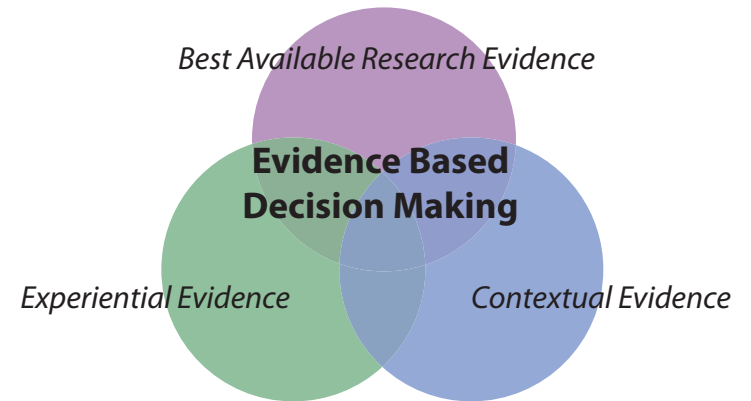 Best Available Research Evidence
Evidence Based
Decision Making
Experiential Evidence
Contextual Evidence